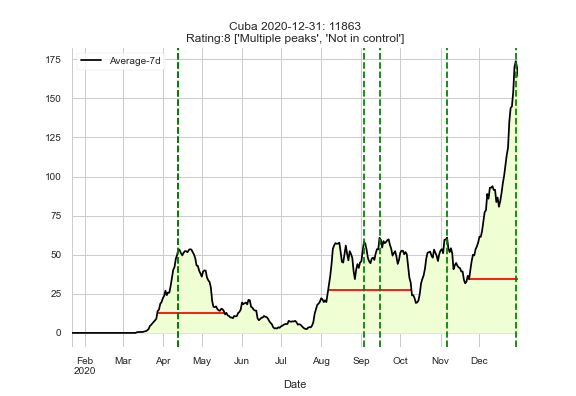 Cuba 2020-12-31: 11863
Rating:8 ['Multiple peaks', 'Not in control']
Average-7d
175
150
125
100
75
50
25
0
Feb Mar Apr May Jun Jul Aug Sep Oct Nov Dec
2020
Date